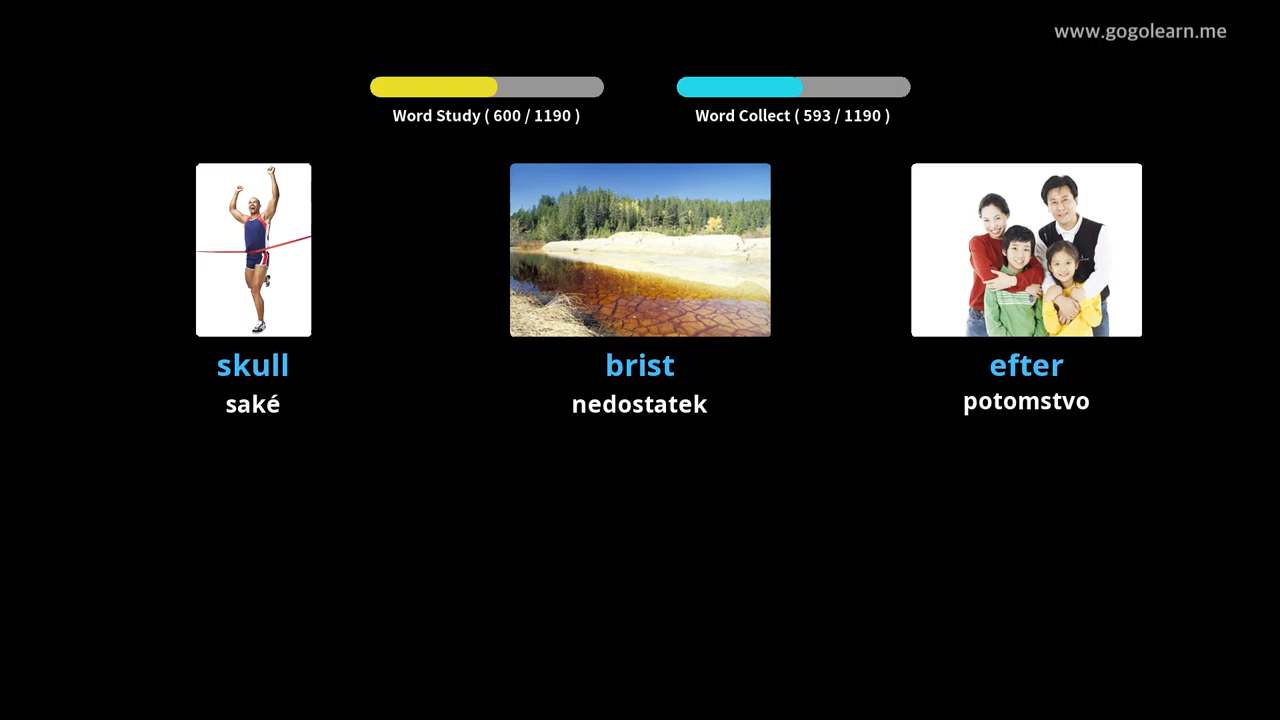 www.gogolearn.me
Word Study ( 600 / 1190 )
Word Collect ( 593 / 1190 )
skull
saké
brist
nedostatek
efter
potomstvo